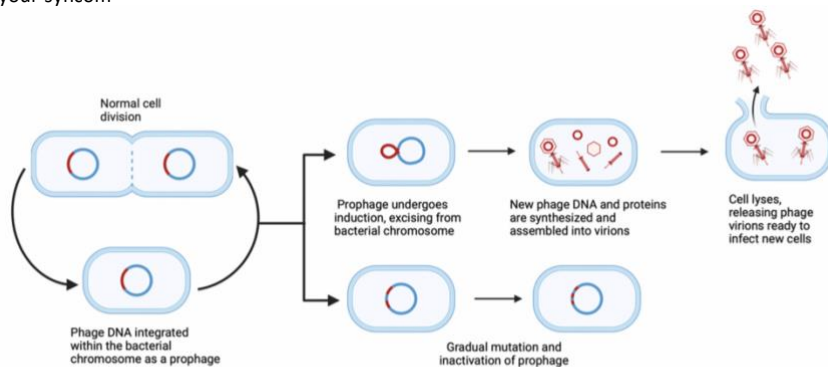 Normal cell
division
Phage DNA integrated
within the bacterial
chromosome as a prophage
Prophage undergoes
induction, excising from
bacterial chromosome
New phage DNA and proteins
are synthesized and
assembled into virions
Cell lyses,
releasing phage
virions ready to
infect new cells
Gradual mutation and
inactivation of prophage